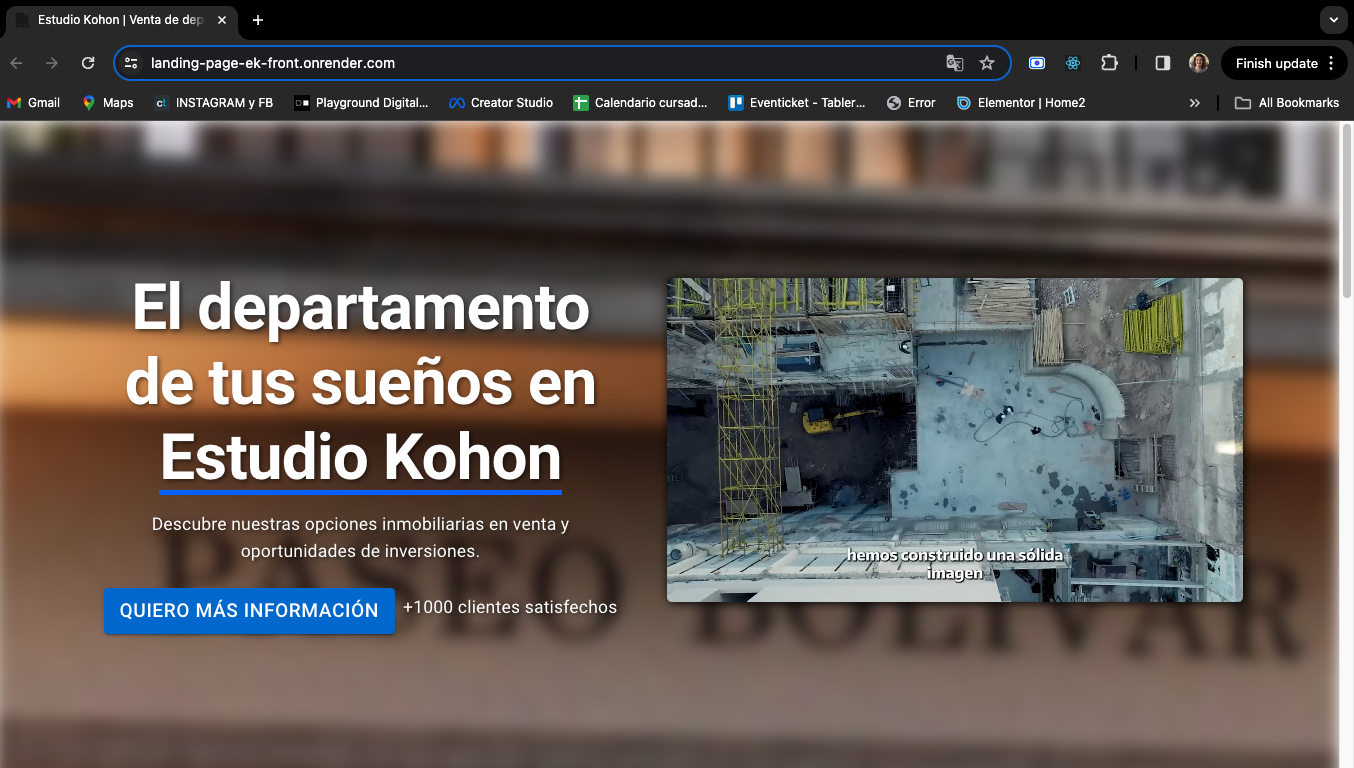 Estudio Kohon | Venta de dep
landing-page-ek-front.onrender.com
Finish update
Gmail
Maps
INSTAGRAM y FB
Playground Digital...
Creator Studio
Calendario cursad...
Eventicket - Tabler...
Error
Elementor | Home2
All Bookmarks
El departamento
de tus sueños en
Estudio Kohon
Descubre nuestras opciones inmobiliarias en venta y
oportunidades de inversiones.
QUIERO MÁS INFORMACIÓN
+1000 clientes satisfechos
hemos construido una sólida
imagen
PASEO BOLIVAR